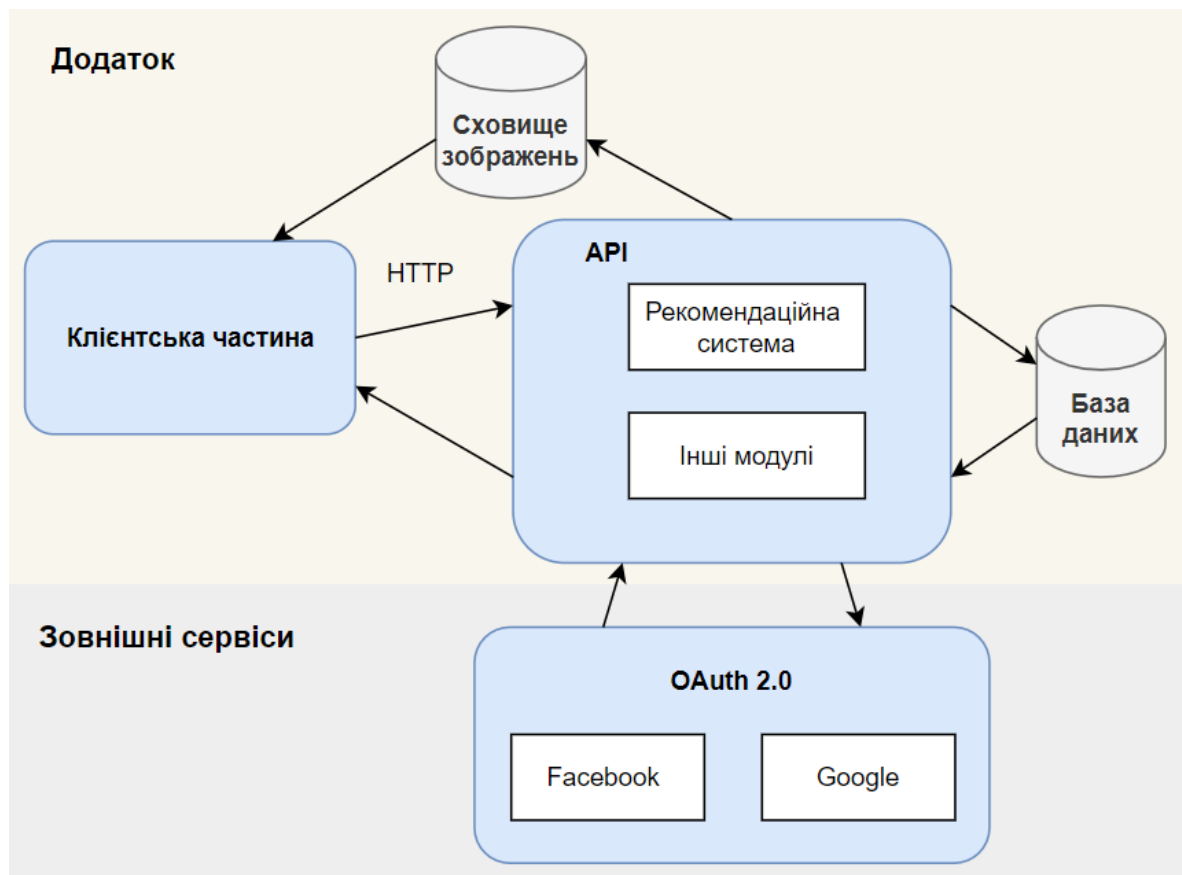 Додаток
Сховище
зображень
API
HTTP
Рекомендаційна
система
Клієнтська частина
База
даних
Інші модулі
Зовнішні сервіси
OAuth 2.0
Facebook
Google